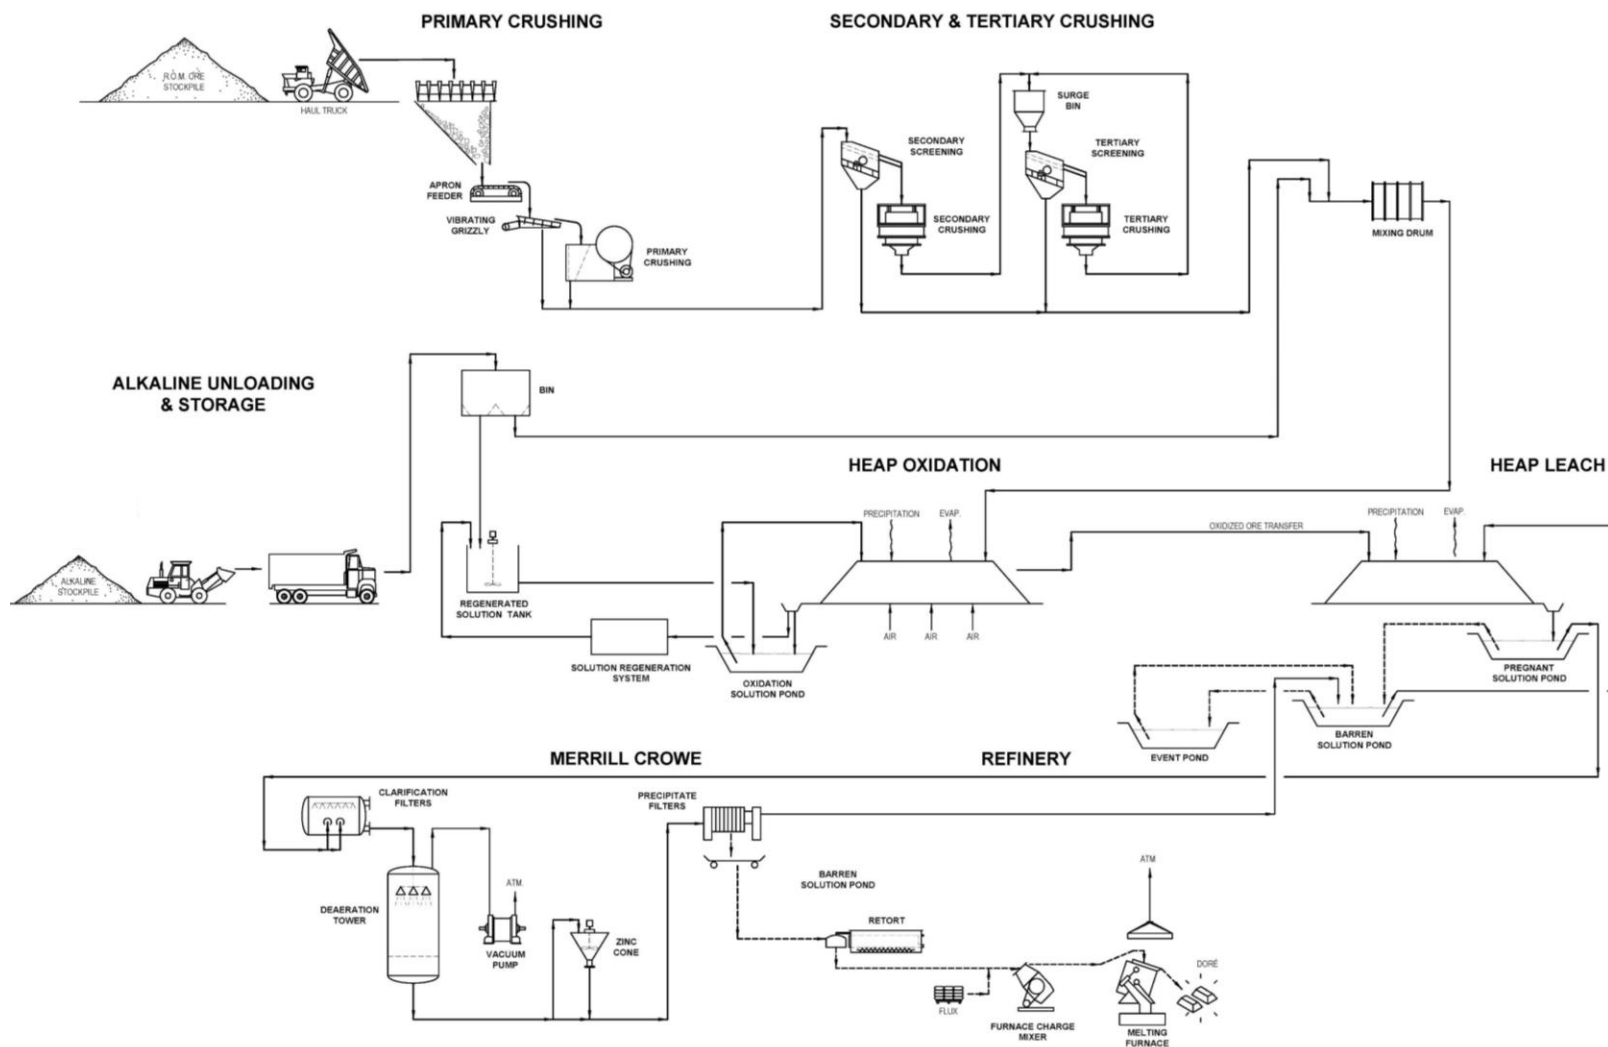 PRIMARY CRUSHING
SECONDARY & TERTIARY CRUSHING
R.O.M. ORE
STOCKPILE
HAUL TRUCK
APRON
FEEDER
VIBRATING
GRIZZLY
PRIMARY
CRUSHING
SURGE
BIN
SECONDARY
SCREENING
TERTIARY
SCREENING
SECONDARY
CRUSHING
TERTIARY
CRUSHING
MIXING DRUM
ALKALINE UNLOADING
& STORAGE
BIN
HEAP OXIDATION
HEAP LEACH
PRECIPITATION
EVAP.
OXIDIZED ORE TRANSFER
PRECIPITATION
EVAP.
ALKALINE
STOCKPILE
REGENERATED
SOLUTION TANK
AIR
AIR
AIR
SOLUTION REGENERATION
SYSTEM
OXIDATION
SOLUTION POND
PREGNANT
SOLUTION POND
BARREN
SOLUTION POND
EVENT POND
MERRILL CROWE
REFINERY
CLARIFICATION
FILTERS
PRECIPITATE
FILTERS
DEAERATION
TOWER
ATM.
VACUUM
PUMP
ZINC
CONE
BARREN
SOLUTION POND
RETORT
ATM
FLUX
FURNACE CHARGE
MIXER
MELTING
FURNACE
DORÉ